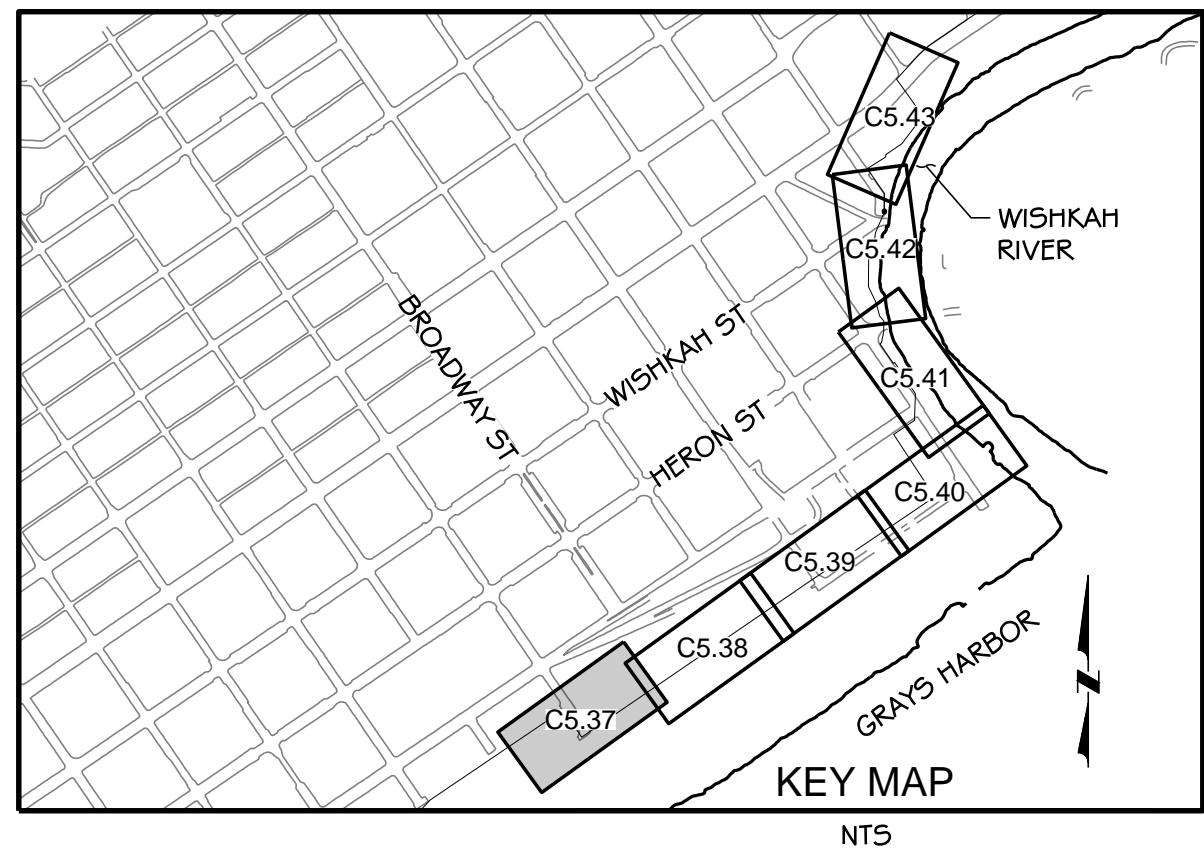 C5.43
WISHKAH
RIVER
C5.42
BROADWAY ST
WISHKAH ST
C5.41
HERON ST
C5.40
C5.39
C5.38
GRAYS HARBOR
N
C5.37
KEY MAP
NTS